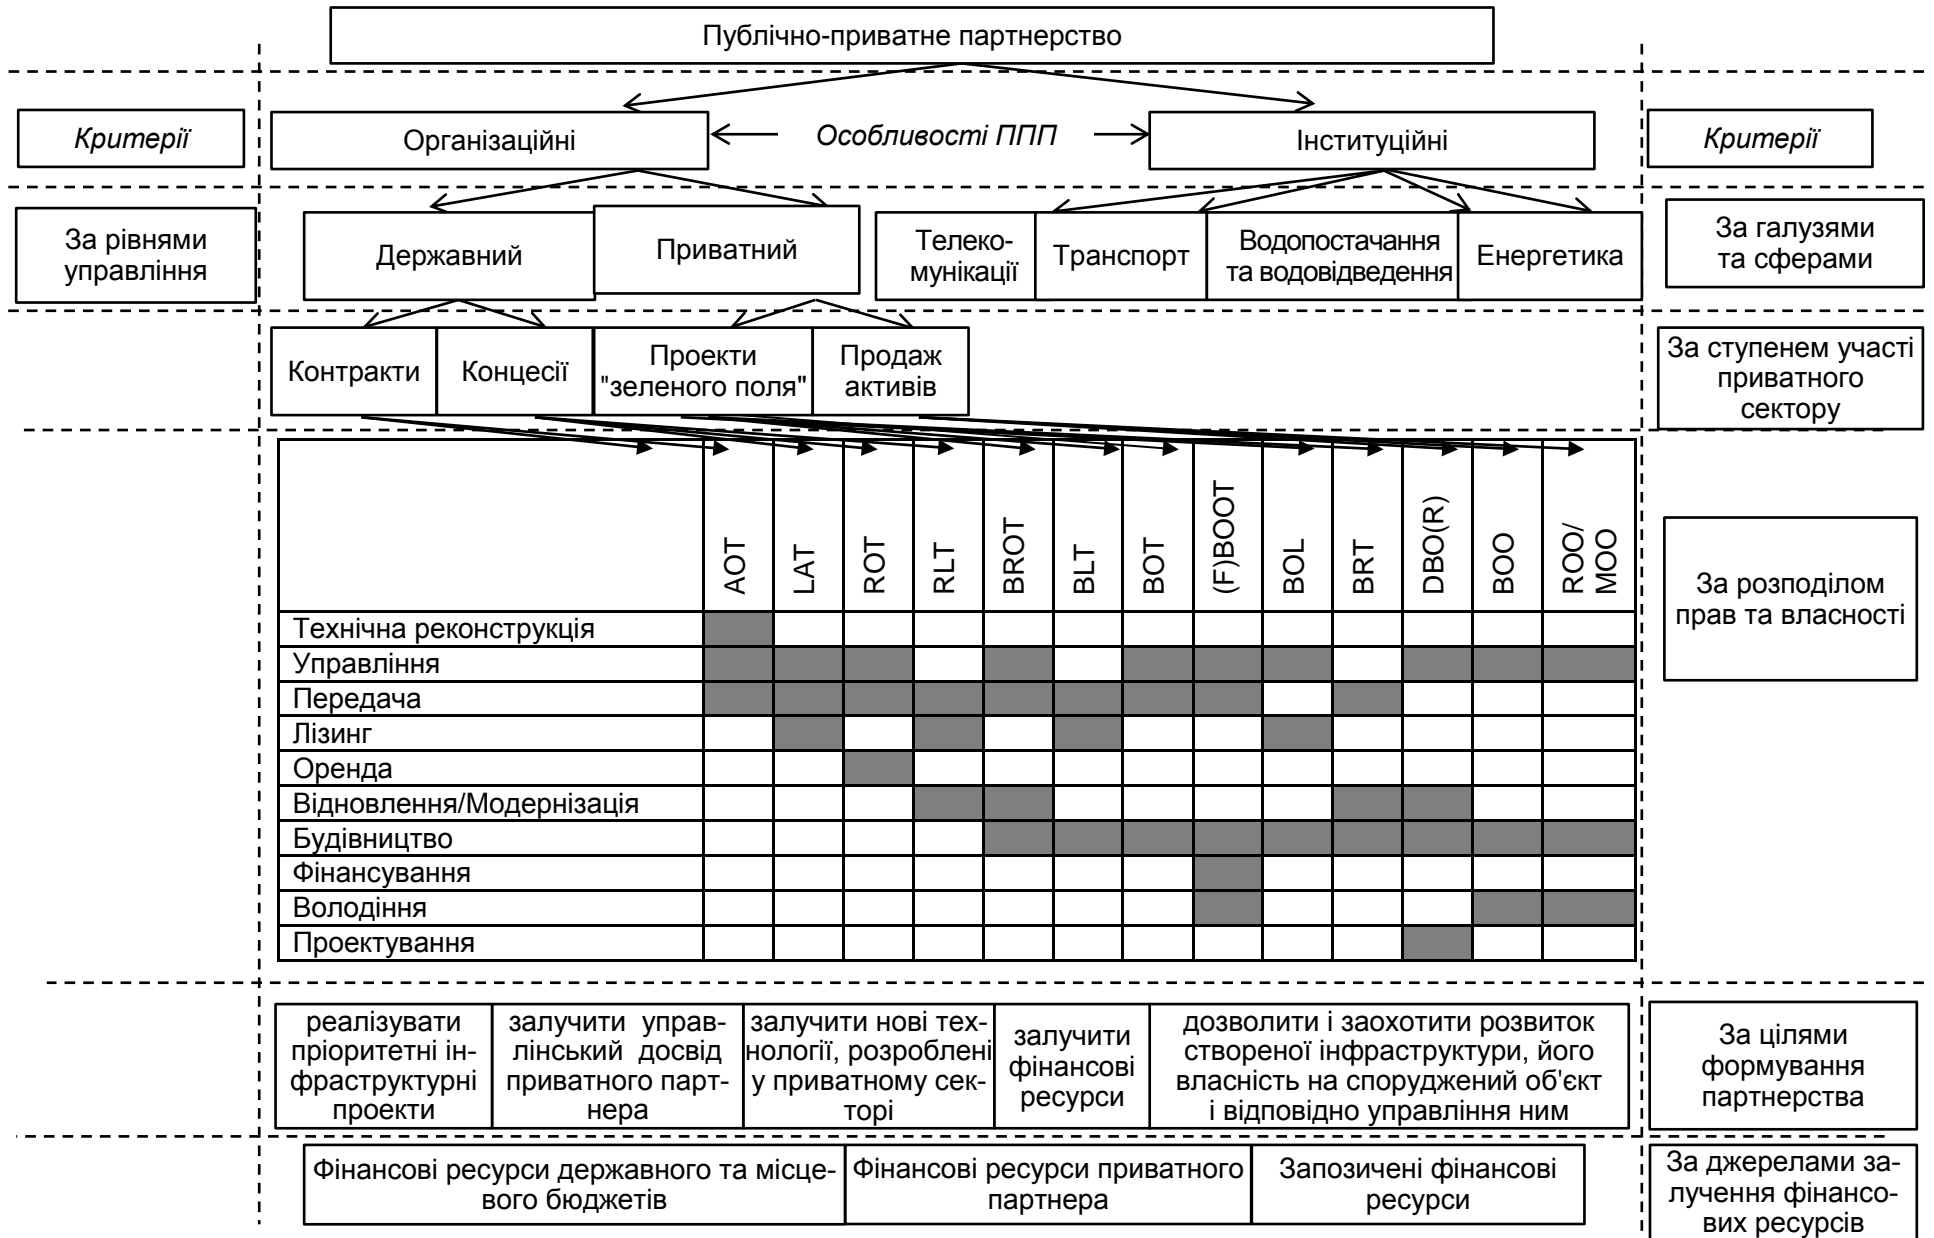 Публічно-приватне партнерство
Критерії
Організаційні
Особливості ППП
Інституційні
Критерії
За рівнями
управління
Державний
Приватний
Телеко-
мунікації
Транспорт
Водопостачання
та водовідведення
Енергетика
За галузями
та сферами
Контракти
Концесії
Проекти
"зеленого поля"
Продаж
активів
За ступенем участі
приватного
сектору
AOT
LAT
ROT
RLT
BROT
BLT
BOT
(F)BOOT
BOL
BRT
DBO(R)
BOO
ROO/
MOO
За розподілом
прав та власності
Технічна реконструкція
Управління
Передача
Лізинг
Оренда
Відновлення/Модернізація
Будівництво
Фінансування
Володіння
Проектування
реалізувати
пріоритетні ін-
фраструктурні
проекти
залучити управ-
лінський досвід
приватного парт-
нера
залучити нові тех-
нології, розроблені
у приватному сек-
торі
залучити
фінансові
ресурси
дозволити і заохотити розвиток
створеної інфраструктури, його
власність на споруджений об'єкт
і відповідно управління ним
За цілями
формування
партнерства
Фінансові ресурси державного та місце-
вого бюджетів
Фінансові ресурси приватного
партнера
Запозичені фінансові
ресурси
За джерелами за-
лучення фінансо-
вих ресурсів